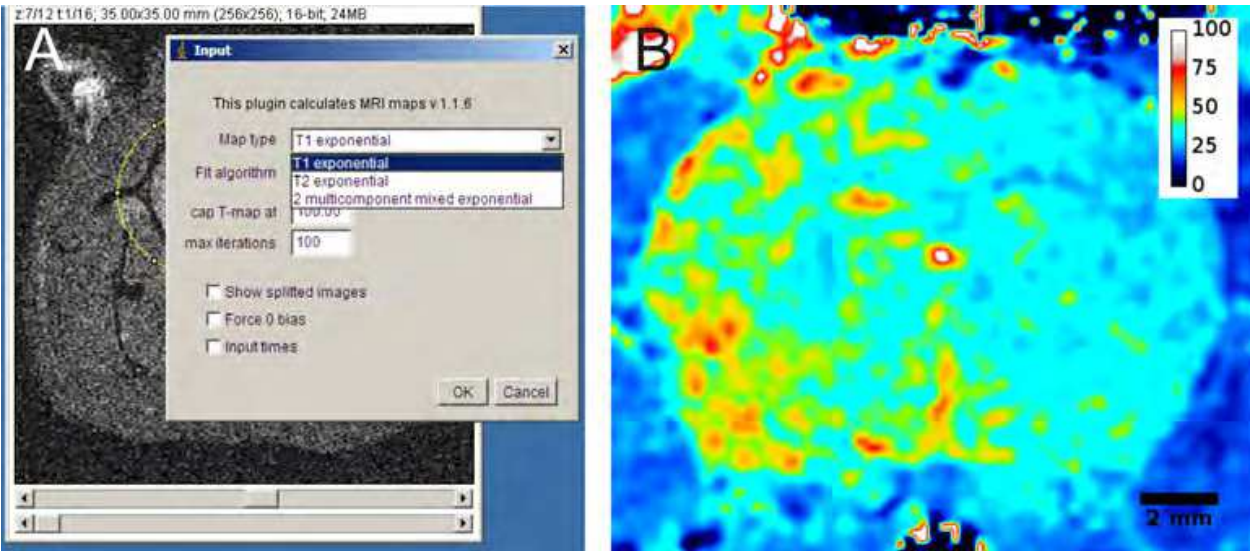 z:7/12 t:1/16; 35.00x35.00 mm (256x256); 16-bit; 24MB
A
Input
This plugin calculates MRI maps v.1.1.6
Map type
T1 exponential
T1 exponential
Fit algorithm
T2 exponential
2 multicomponent mixed exponential
cap T-map at
100.00
max iterations
100
Show splitted images
Force 0 bias
Input times
OK
Cancel
B
100
75
50
25
0
2 mm